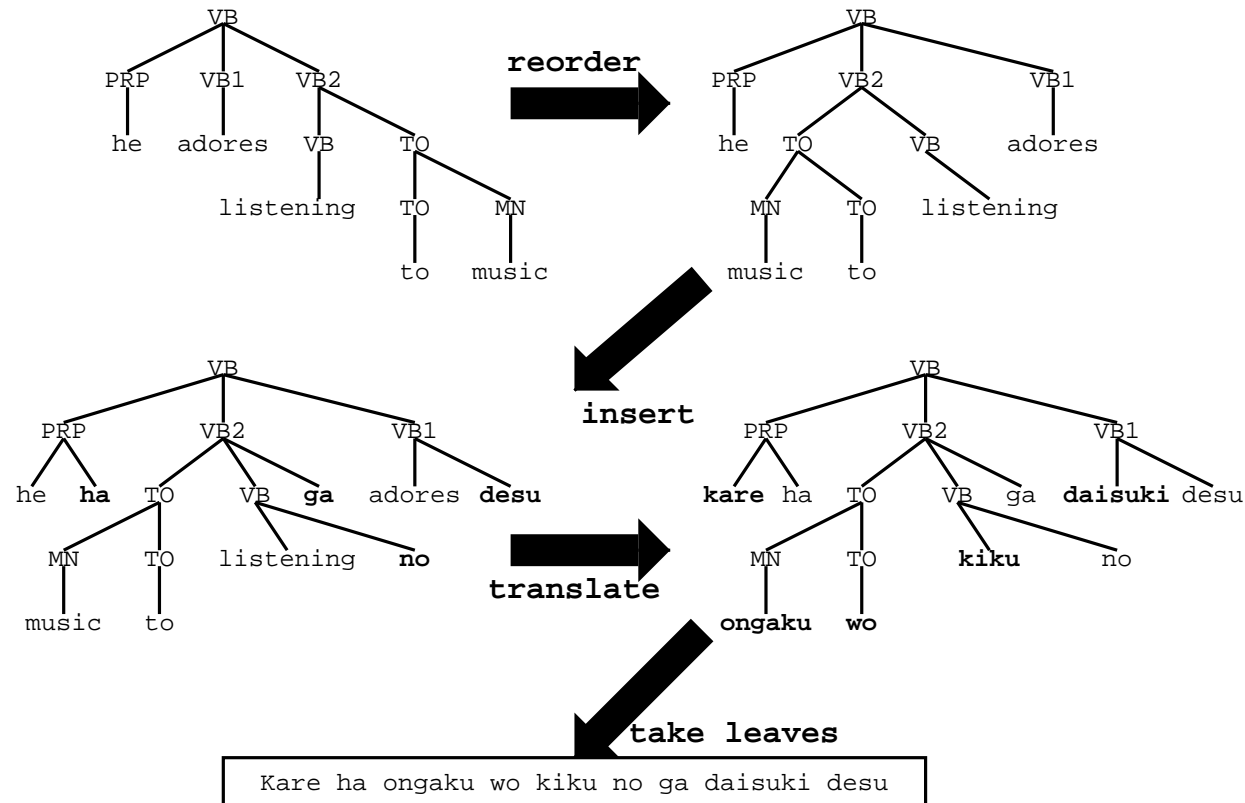 VB VB
reorder
PRP VB1 VB2 PRP VB2 VB1
he adores VB TO he TO VB adores
listening TO MN MN TO listening
to music music to
VB VB
insert
PRP VB2 VB1 PRP VB2 VB1
he ha TO VB ga adores desu kare ha TO VB ga daisuki desu
MN TO listening no MN TO kiku no
translate
music to ongaku wo
take leaves
Kare ha ongaku wo kiku no ga daisuki desu